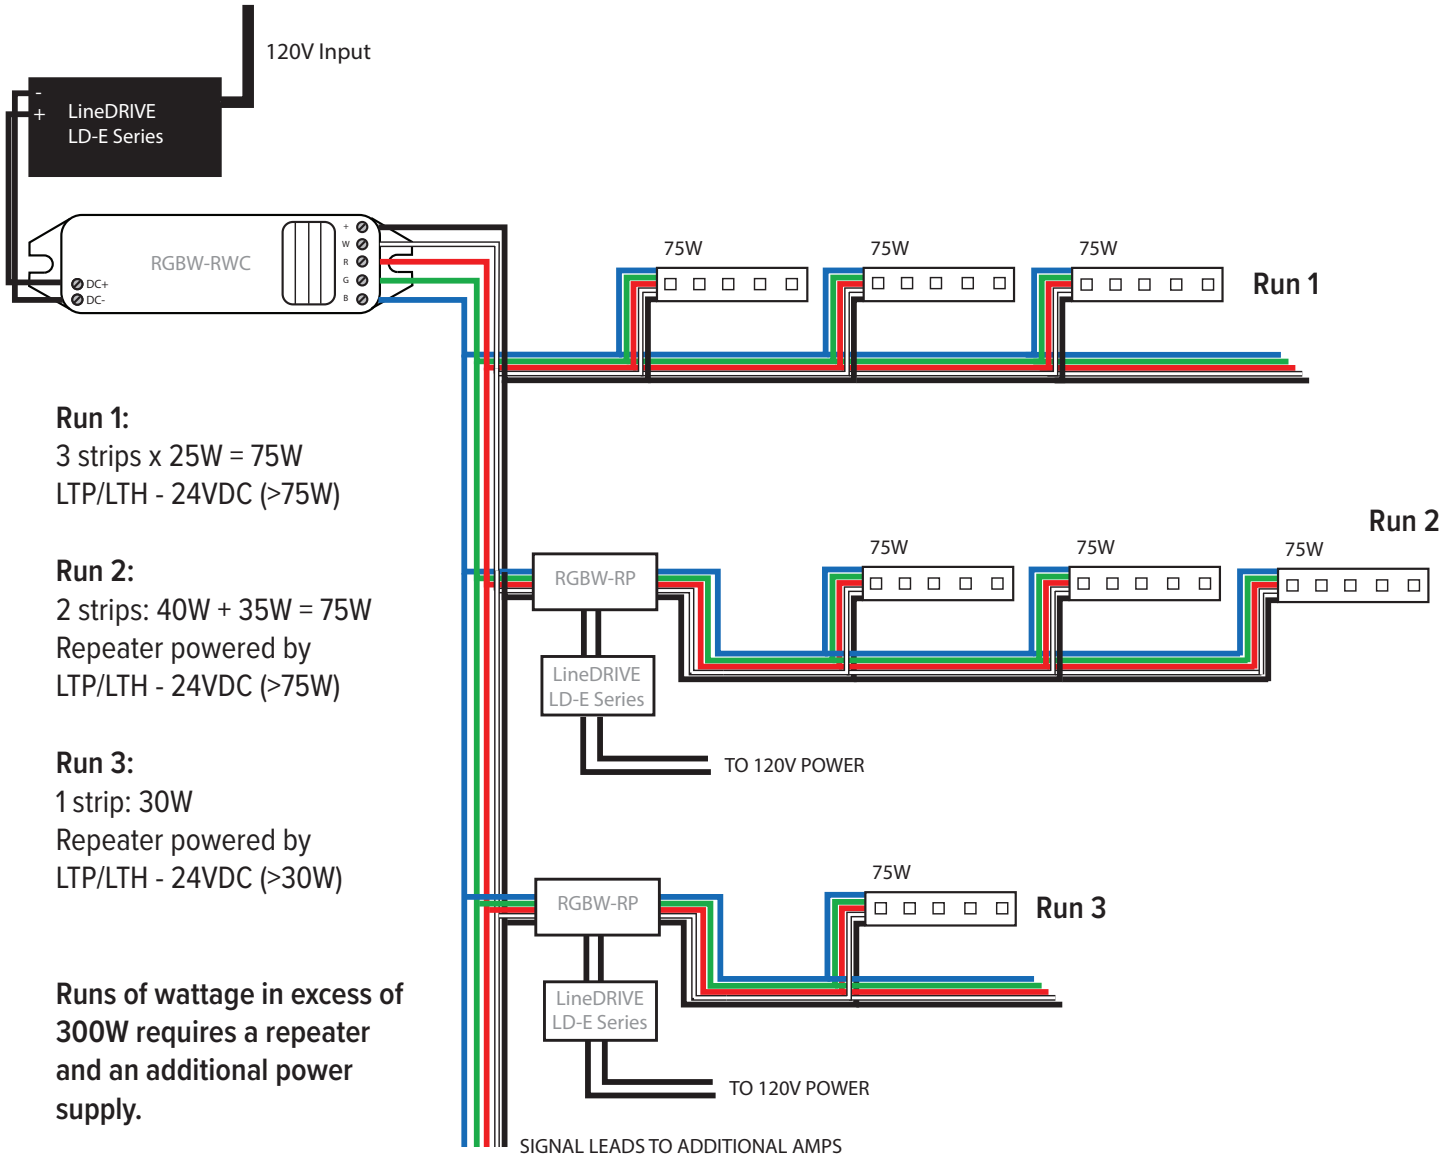 120V Input
-
+
LineDRIVE
LD-E Series
RGBW-RWC
DC+
DC-
+
W
R
G
B
75W
75W
75W
Run 1
Run 1:
3 strips x 25W = 75W
LTP/LTH - 24VDC (>75W)
Run 2:
2 strips: 40W + 35W = 75W
Repeater powered by
LTP/LTH - 24VDC (>75W)
Run 3:
1 strip: 30W
Repeater powered by
LTP/LTH - 24VDC (>30W)
Runs of wattage in excess of
300W requires a repeater
and an additional power
supply.
Run 2
75W
75W
75W
RGBW-RP
LineDRIVE
LD-E Series
TO 120V POWER
75W
RGBW-RP
Run 3
LineDRIVE
LD-E Series
TO 120V POWER
SIGNAL LEADS TO ADDITIONAL AMPS